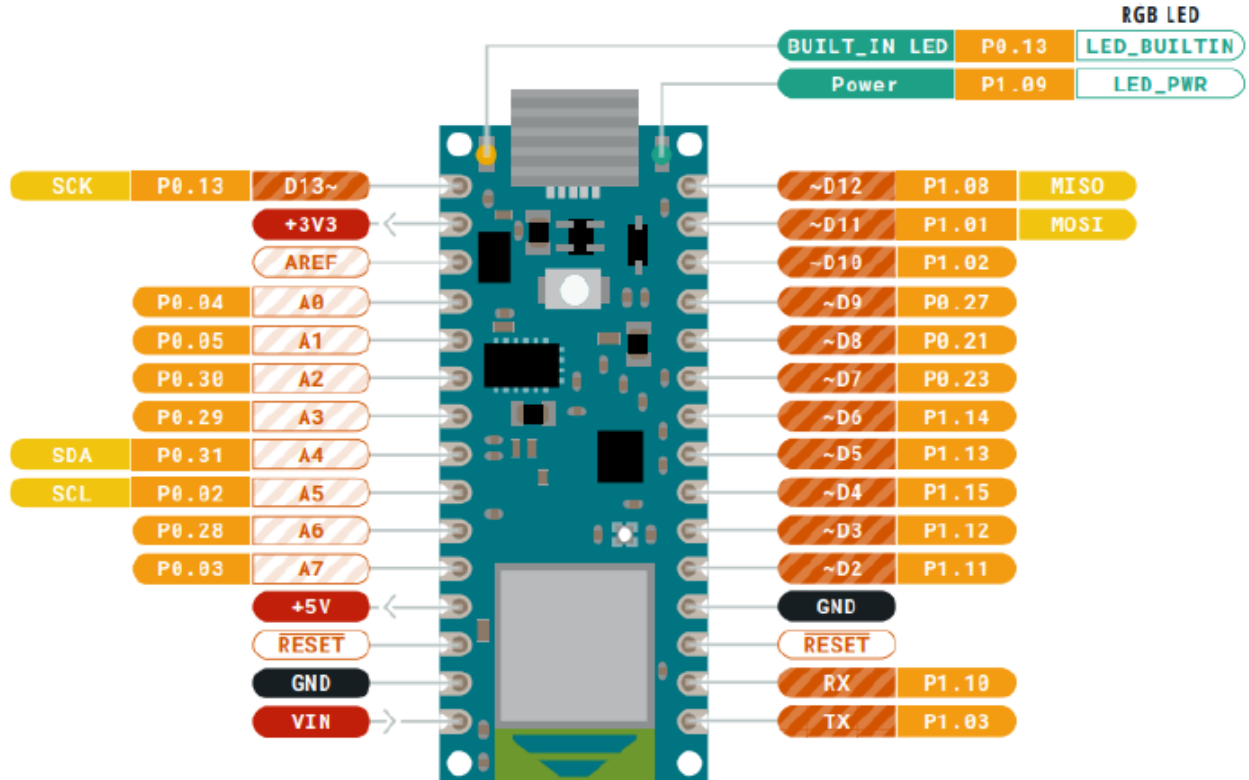 RGB LED
BUILT_IN LED P0.13 LED_BUILTIN
Power P1.09 LED_PWR
SCK P0.13 D13~ ~D12 P1.08 MISO
+3V3 ~D11 P1.01 MOSI
AREF ~D10 P1.02
P0.04 A0 ~D9 P0.27
P0.05 A1 ~D8 P0.21
P0.30 A2 ~D7 P0.23
P0.29 A3 ~D6 P1.14
SDA P0.31 A4 ~D5 P1.13
SCL P0.02 A5 ~D4 P1.15
P0.28 A6 ~D3 P1.12
P0.03 A7 ~D2 P1.11
+5V GND
RESET RESET
GND RX P1.10
VIN TX P1.03